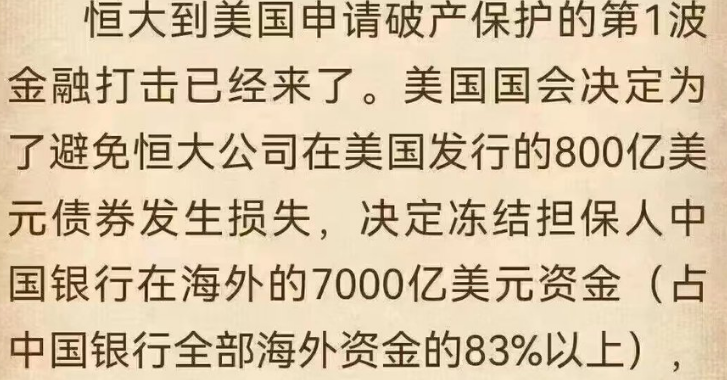 恒大到美国申请破产保护的第1波
金融打击已经来了。美国国会决定为
了避免恒大公司在美国发行的800亿美
元债券发生损失，决定冻结担保人中
国银行在海外的7000亿美元资金（占
中国银行全部海外资金的83%以上），